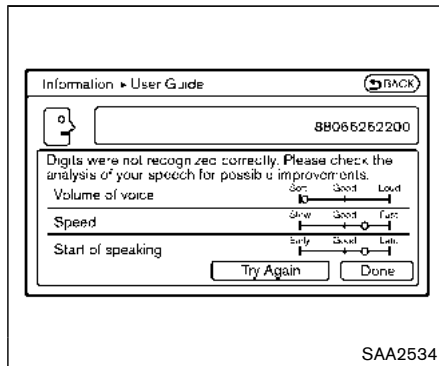 Information ▸ User Guide
BACK
88065252200
Digits were not recognized correctly. Please check the
analysis of your speech for possible improvements.
Volume of voice
Soft Good Loud
Speed
Slow Good Fast
Start of speaking
Early Good Late
Try Again Done
SAA2534